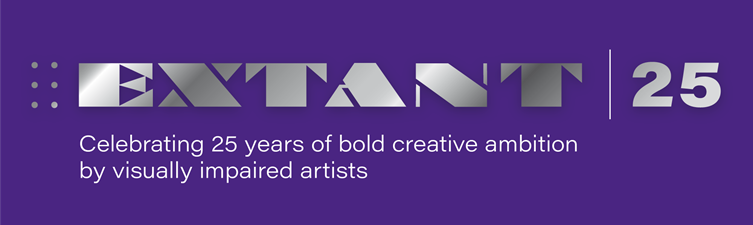 EXTANT | 25
Celebrating 25 years of bold creative ambition
by visually impaired artists